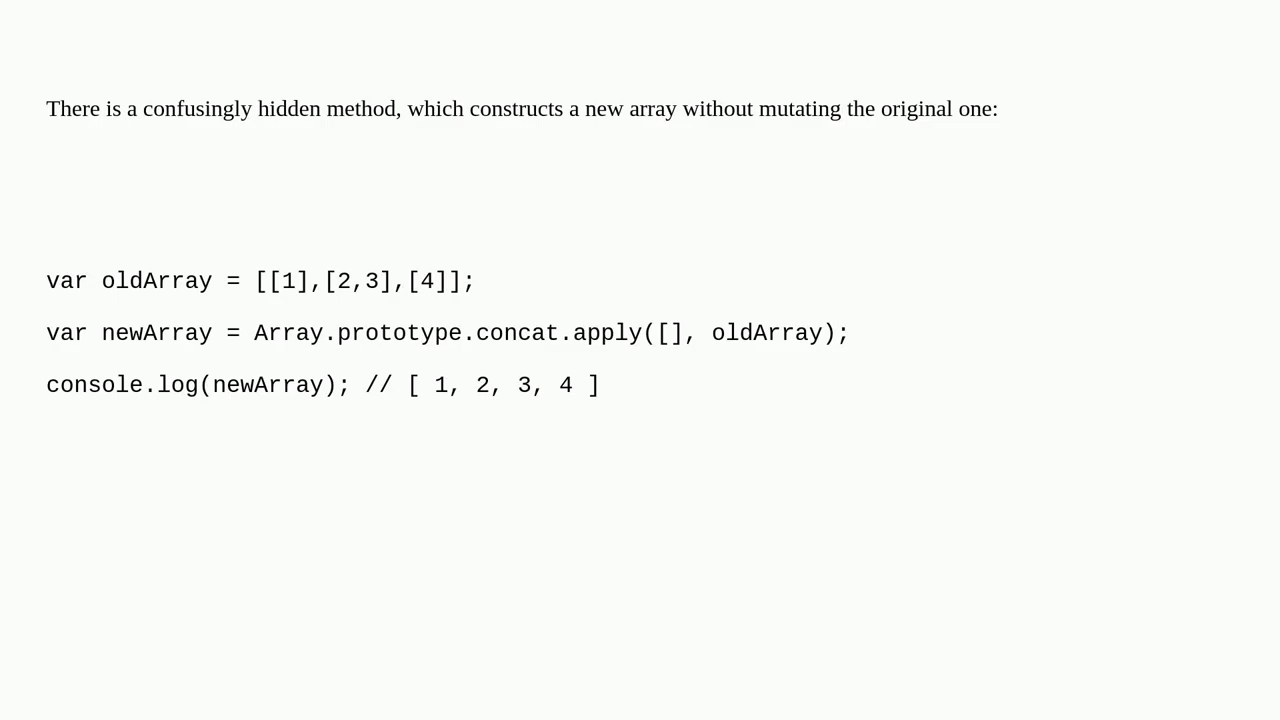 There is a confusingly hidden method, which constructs a new array without mutating the original one:
var oldArray = [[1],[2,3],[4]];
var newArray = Array.prototype.concat.apply([], oldArray);
console.log(newArray); // [ 1, 2, 3, 4 ]